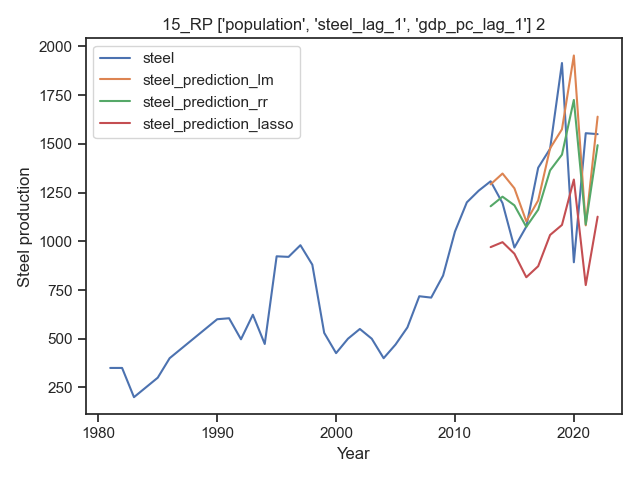 15_RP ['population', 'steel_lag_1', 'gdp_pc_lag_1'] 2
steel
steel_prediction_lm
steel_prediction_rr
steel_prediction_lasso
Steel production
2000
1750
1500
1250
1000
750
500
250
1980
1990
2000
2010
2020
Year